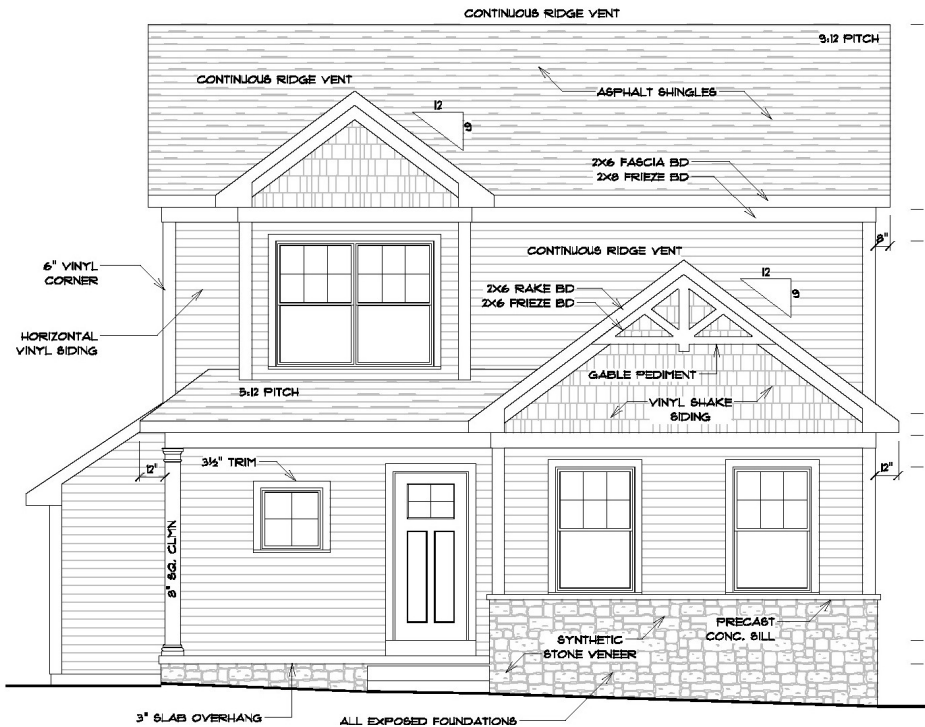 CONTINUOUS RIDGE VENT
9:12 PITCH
CONTINUOUS RIDGE VENT
ASPHALT SHINGLES
12
9
2X6 FASCIA BD
2X8 FRIEZE BD
8"
CONTINUOUS RIDGE VENT
6" VINYL
CORNER
12
9
2X6 RAKE BD
2X6 FRIEZE BD
HORIZONTAL
VINYL SIDING
GABLE PEDIMENT
5:12 PITCH
VINYL SHAKE
SIDING
12"
3½" TRIM
12"
8" SQ. CLMN
PRECAST
CONC. SILL
SYNTHETIC
STONE VENEER
3" SLAB OVERHANG
ALL EXPOSED FOUNDATIONS